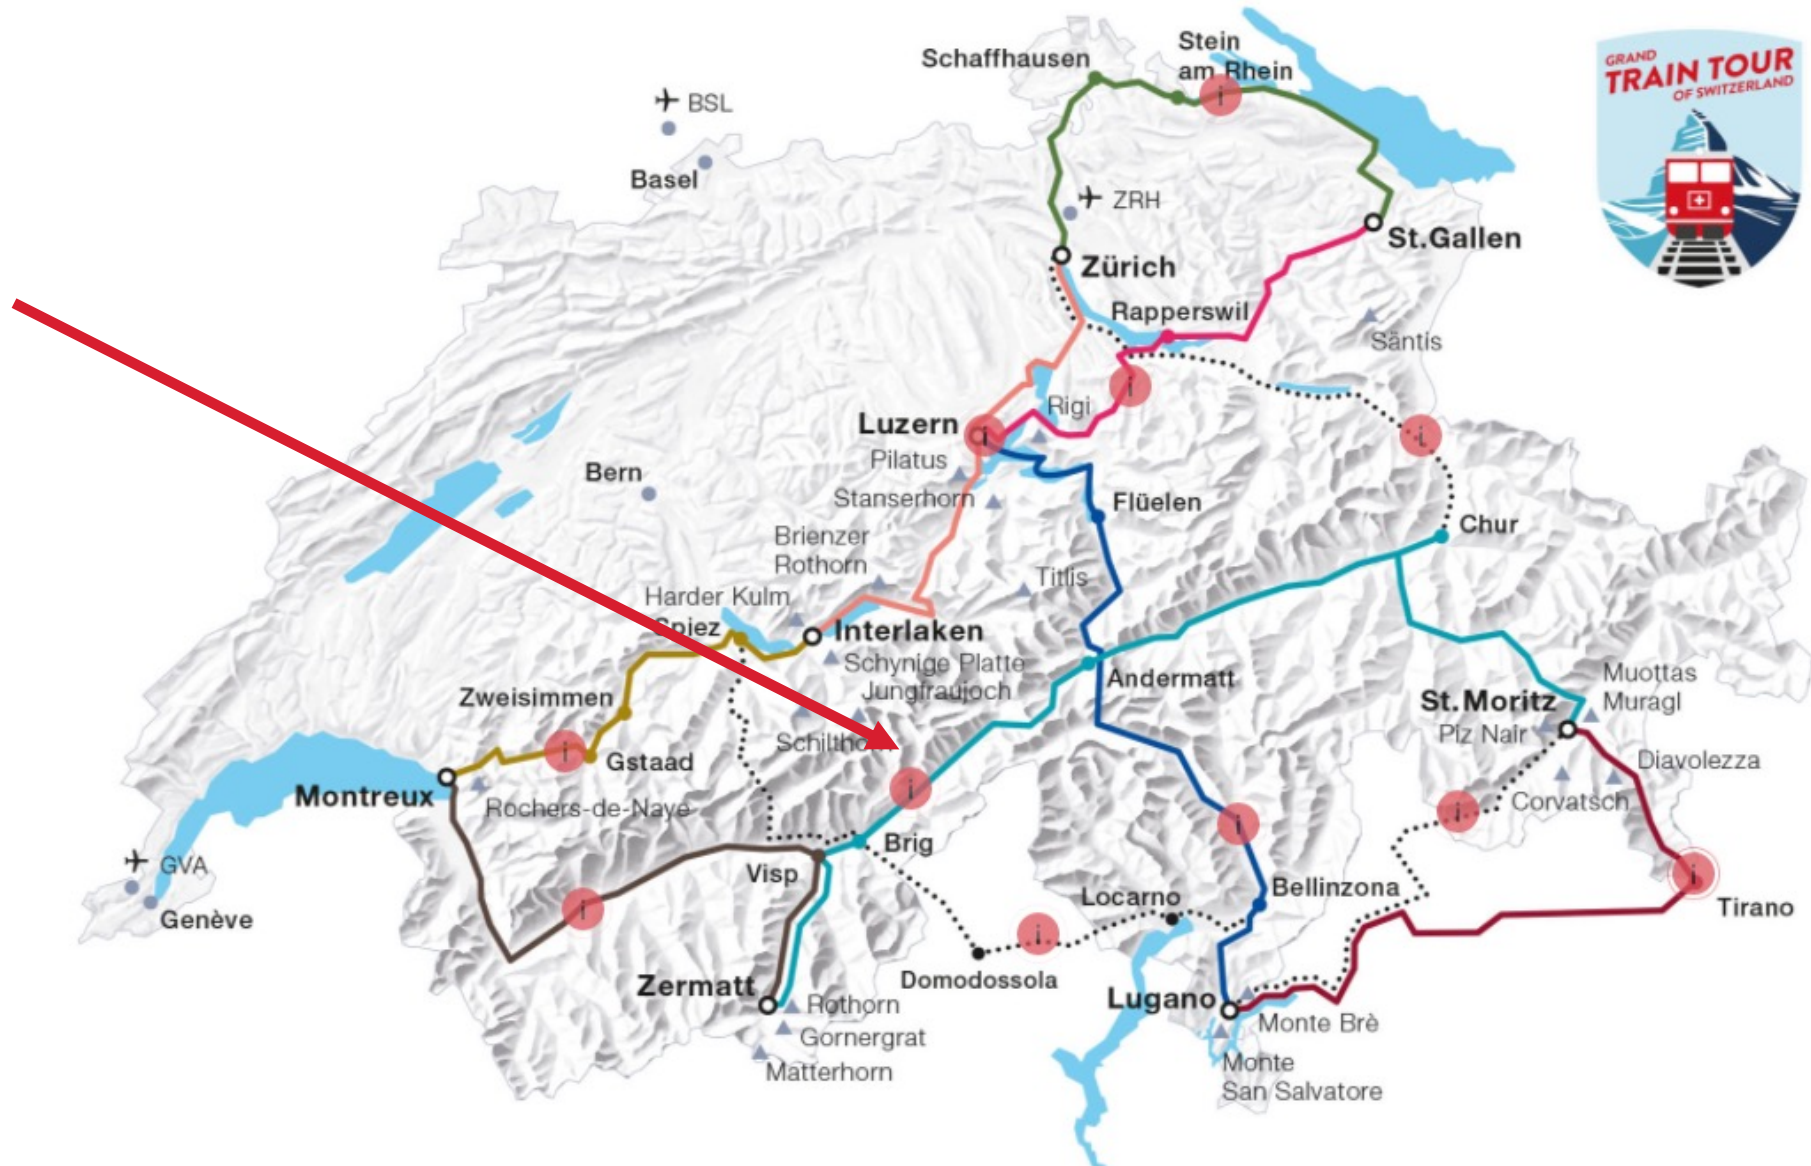 Schaffhausen
Stein
am Rhein
GRAND
TRAIN TOUR
OF SWITZERLAND
BSL
Basel
ZRH
St.Gallen
Zürich
Rapperswil
Säntis
i
i
Rigi
Luzern
i
i
Pilatus
Bern
Stanserhorn
Flüelen
Chur
Brienzer
Rothorn
Titlis
Harder Kulm
Spiez
Interlaken
Schynige Platte
Jungfraujoch
Andermatt
Muottas
Muragl
Zweisimmen
St.Moritz
Piz Nair
Schilthorn
i
Gstaad
Diavolezza
Montreux
Rochers-de-Naye
i
Corvatsch
i
i
Brig
GVA
Visp
i
Genève
i
Locarno
Bellinzona
Tirano
i
Domodossola
Zermatt
Rothorn
Lugano
Gornergrat
Monte Brè
Matterhorn
Monte
San Salvatore